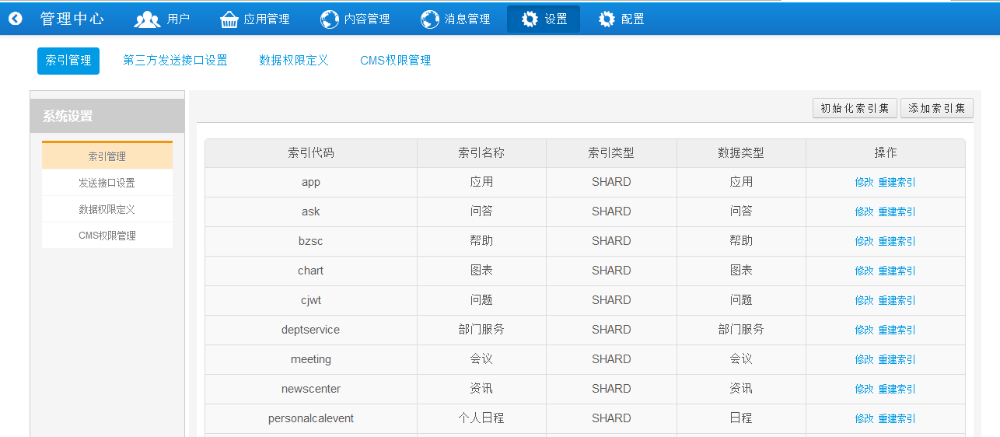 管理中心 用户 应用管理 内容管理 消息管理 设置 配置
索引管理 第三方发送接口设置 数据权限定义 CMS权限管理
系统设置
索引管理
发送接口设置
数据权限定义
CMS权限管理
初始化索引集 添加索引集
索引代码 索引名称 索引类型 数据类型 操作
app 应用 SHARD 应用 修改 重建索引
ask 问答 SHARD 问答 修改 重建索引
bzsc 帮助 SHARD 帮助 修改 重建索引
chart 图表 SHARD 图表 修改 重建索引
cjwt 问题 SHARD 问题 修改 重建索引
deptservice 部门服务 SHARD 部门服务 修改 重建索引
meeting 会议 SHARD 会议 修改 重建索引
newscenter 资讯 SHARD 资讯 修改 重建索引
personalcalevent 个人日程 SHARD 日程 修改 重建索引